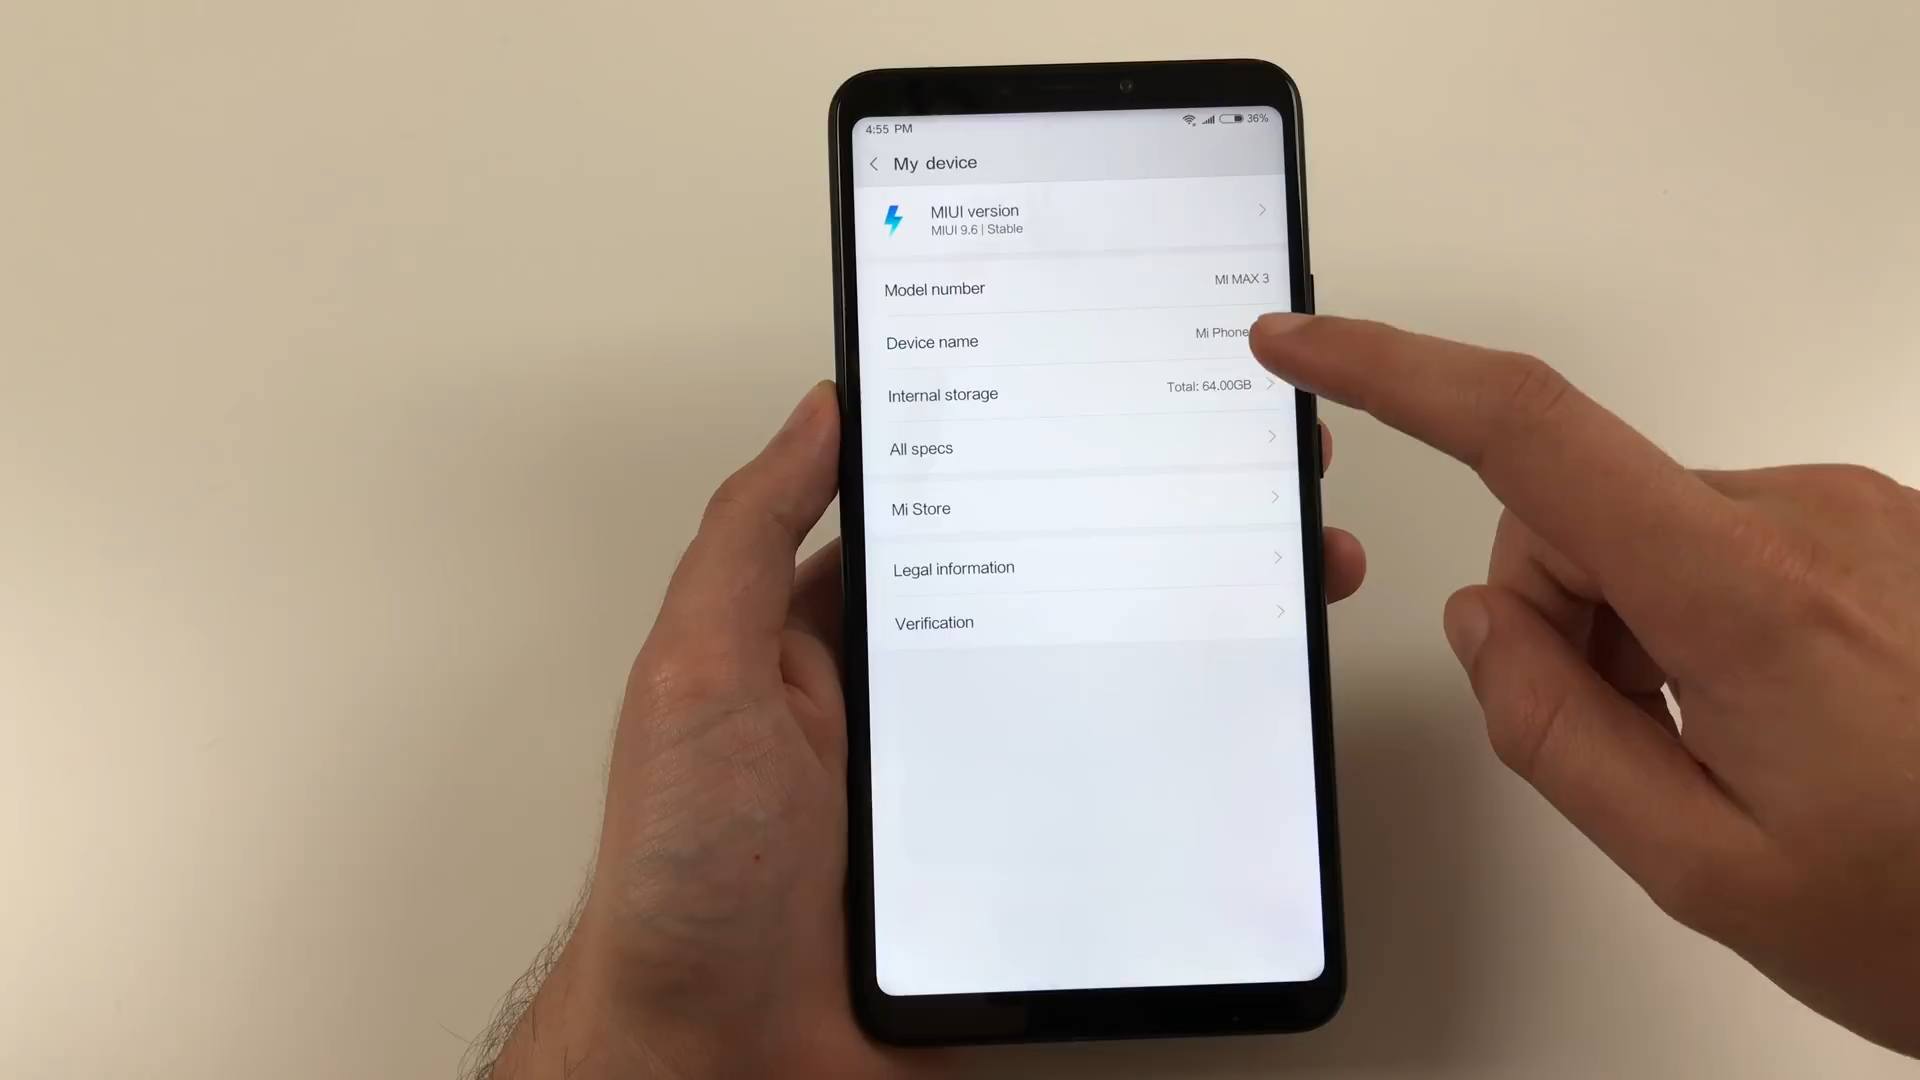 4:55 PM 36%
My device
MIUI version
MIUI 9.6 | Stable
Model number MI MAX 3
Device name Mi Phone
Internal storage Total: 64.00GB
All specs
Mi Store
Legal information
Verification